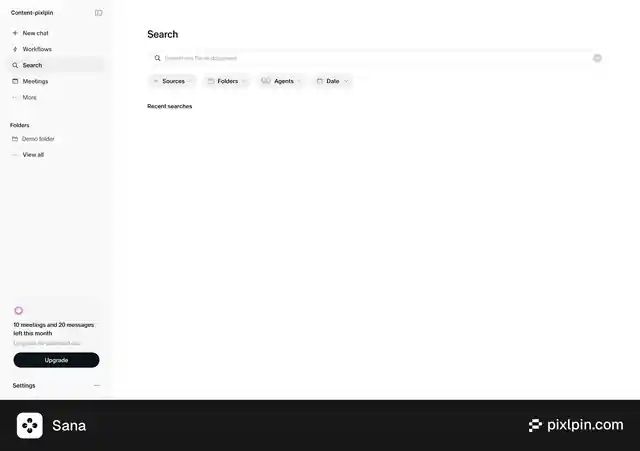 Content-pixlpin
New chat
Workflows
Search
Meetings
More
Folders
Demo folder
View all
10 meetings and 20 messages
left this month
Upgrade
Settings
Search
Sources
Folders
Agents
Date
Recent searches
Sana
pixlpin.com